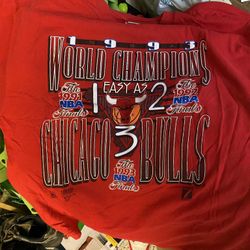 1993
WORLD CHAMPIONS
EASY AS
1 2
The 1991 NBA Finals
The 1992 NBA Finals
3
CHICAGO BULLS
The 1993 NBA Finals